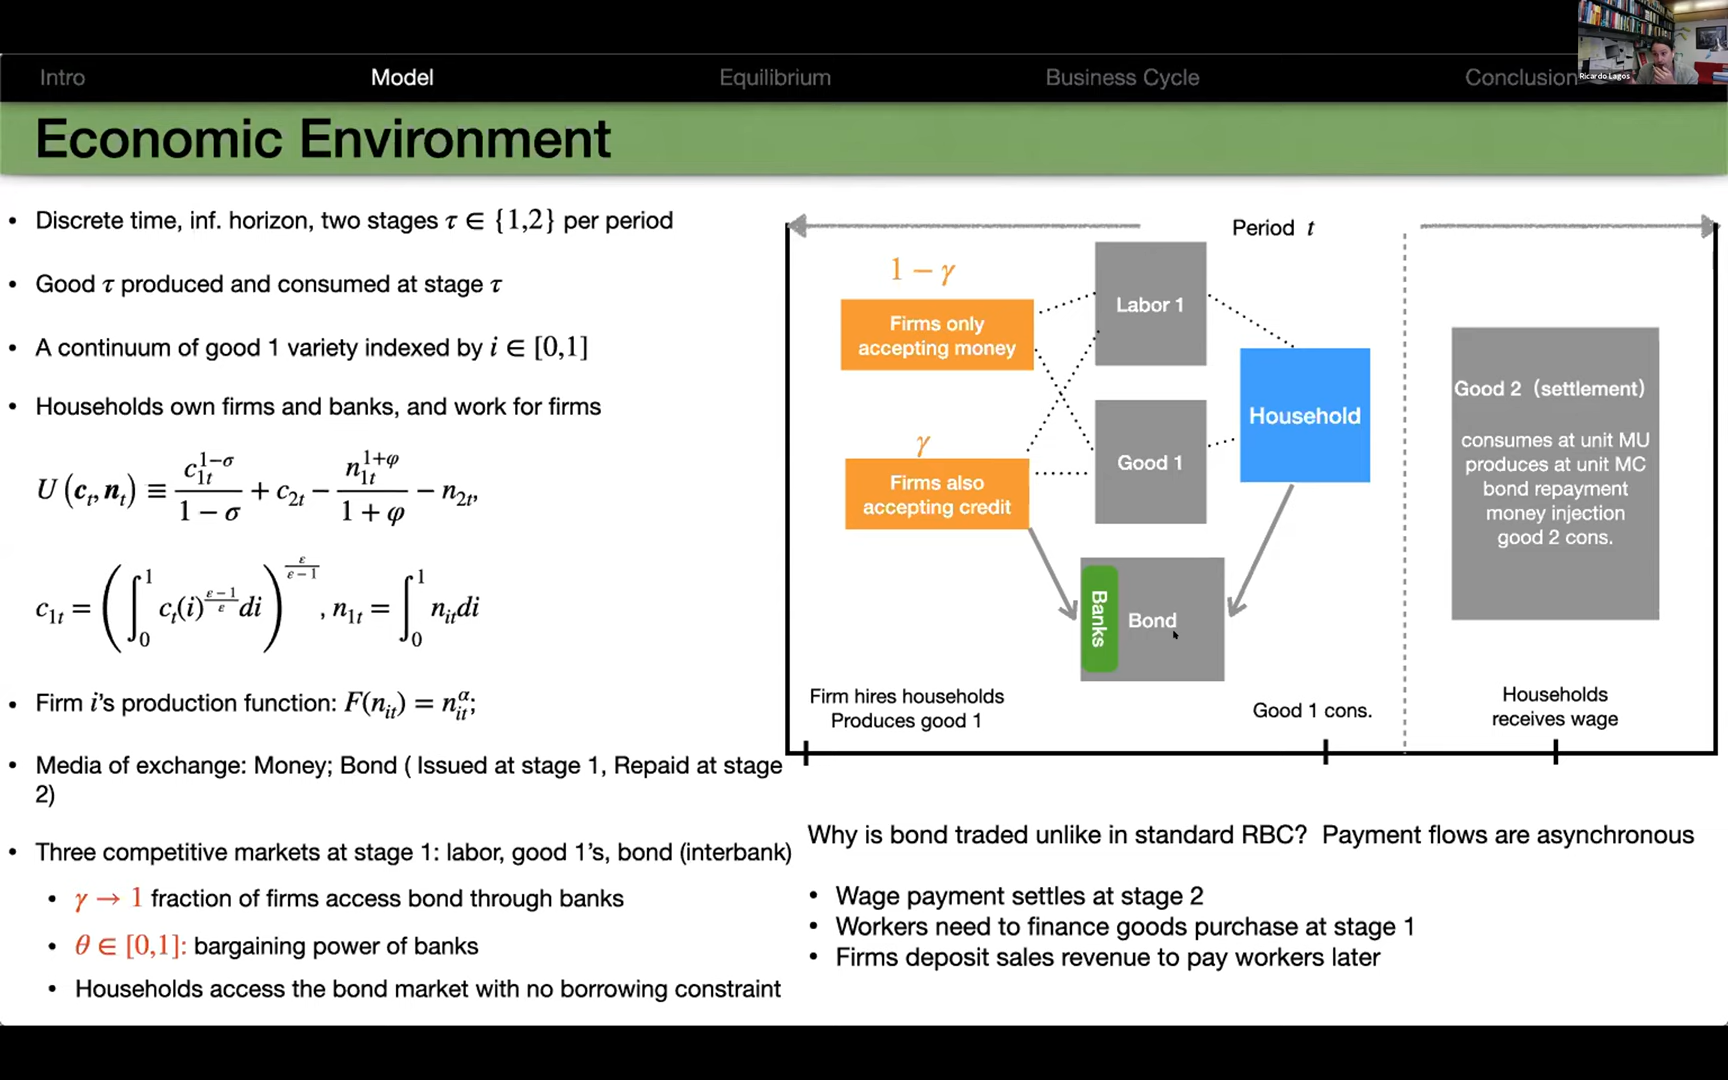 Intro Model Equilibrium Business Cycle Conclusion
Ricardo Lagos
Economic Environment
• Discrete time, inf. horizon, two stages τ ∈ {1,2} per period
• Good τ produced and consumed at stage τ
• A continuum of good 1 variety indexed by i ∈ [0,1]
• Households own firms and banks, and work for firms
U (c_t, n_t) ≡ c_{1t}^{1−σ} / (1 − σ) + c_{2t} − n_{1t}^{1+φ} / (1 + φ) − n_{2t},
c_{1t} = ( ∫_0^1 c_t(i)^{(ε−1)/ε} di )^{ε/(ε−1)}, n_{1t} = ∫_0^1 n_{it} di
• Firm i's production function: F(n_{it}) = n_{it}^α;
• Media of exchange: Money; Bond ( Issued at stage 1, Repaid at stage
2)
• Three competitive markets at stage 1: labor, good 1's, bond (interbank)
• γ → 1 fraction of firms access bond through banks
• θ ∈ [0,1]: bargaining power of banks
• Households access the bond market with no borrowing constraint
Period t
1 − γ
Firms only
accepting money
γ
Firms also
accepting credit
Labor 1
Good 1
Banks
Bond
Household
Good 2 (settlement)
consumes at unit MU
produces at unit MC
bond repayment
money injection
good 2 cons.
Firm hires households
Produces good 1
Good 1 cons.
Households
receives wage
Why is bond traded unlike in standard RBC? Payment flows are asynchronous
• Wage payment settles at stage 2
• Workers need to finance goods purchase at stage 1
• Firms deposit sales revenue to pay workers later